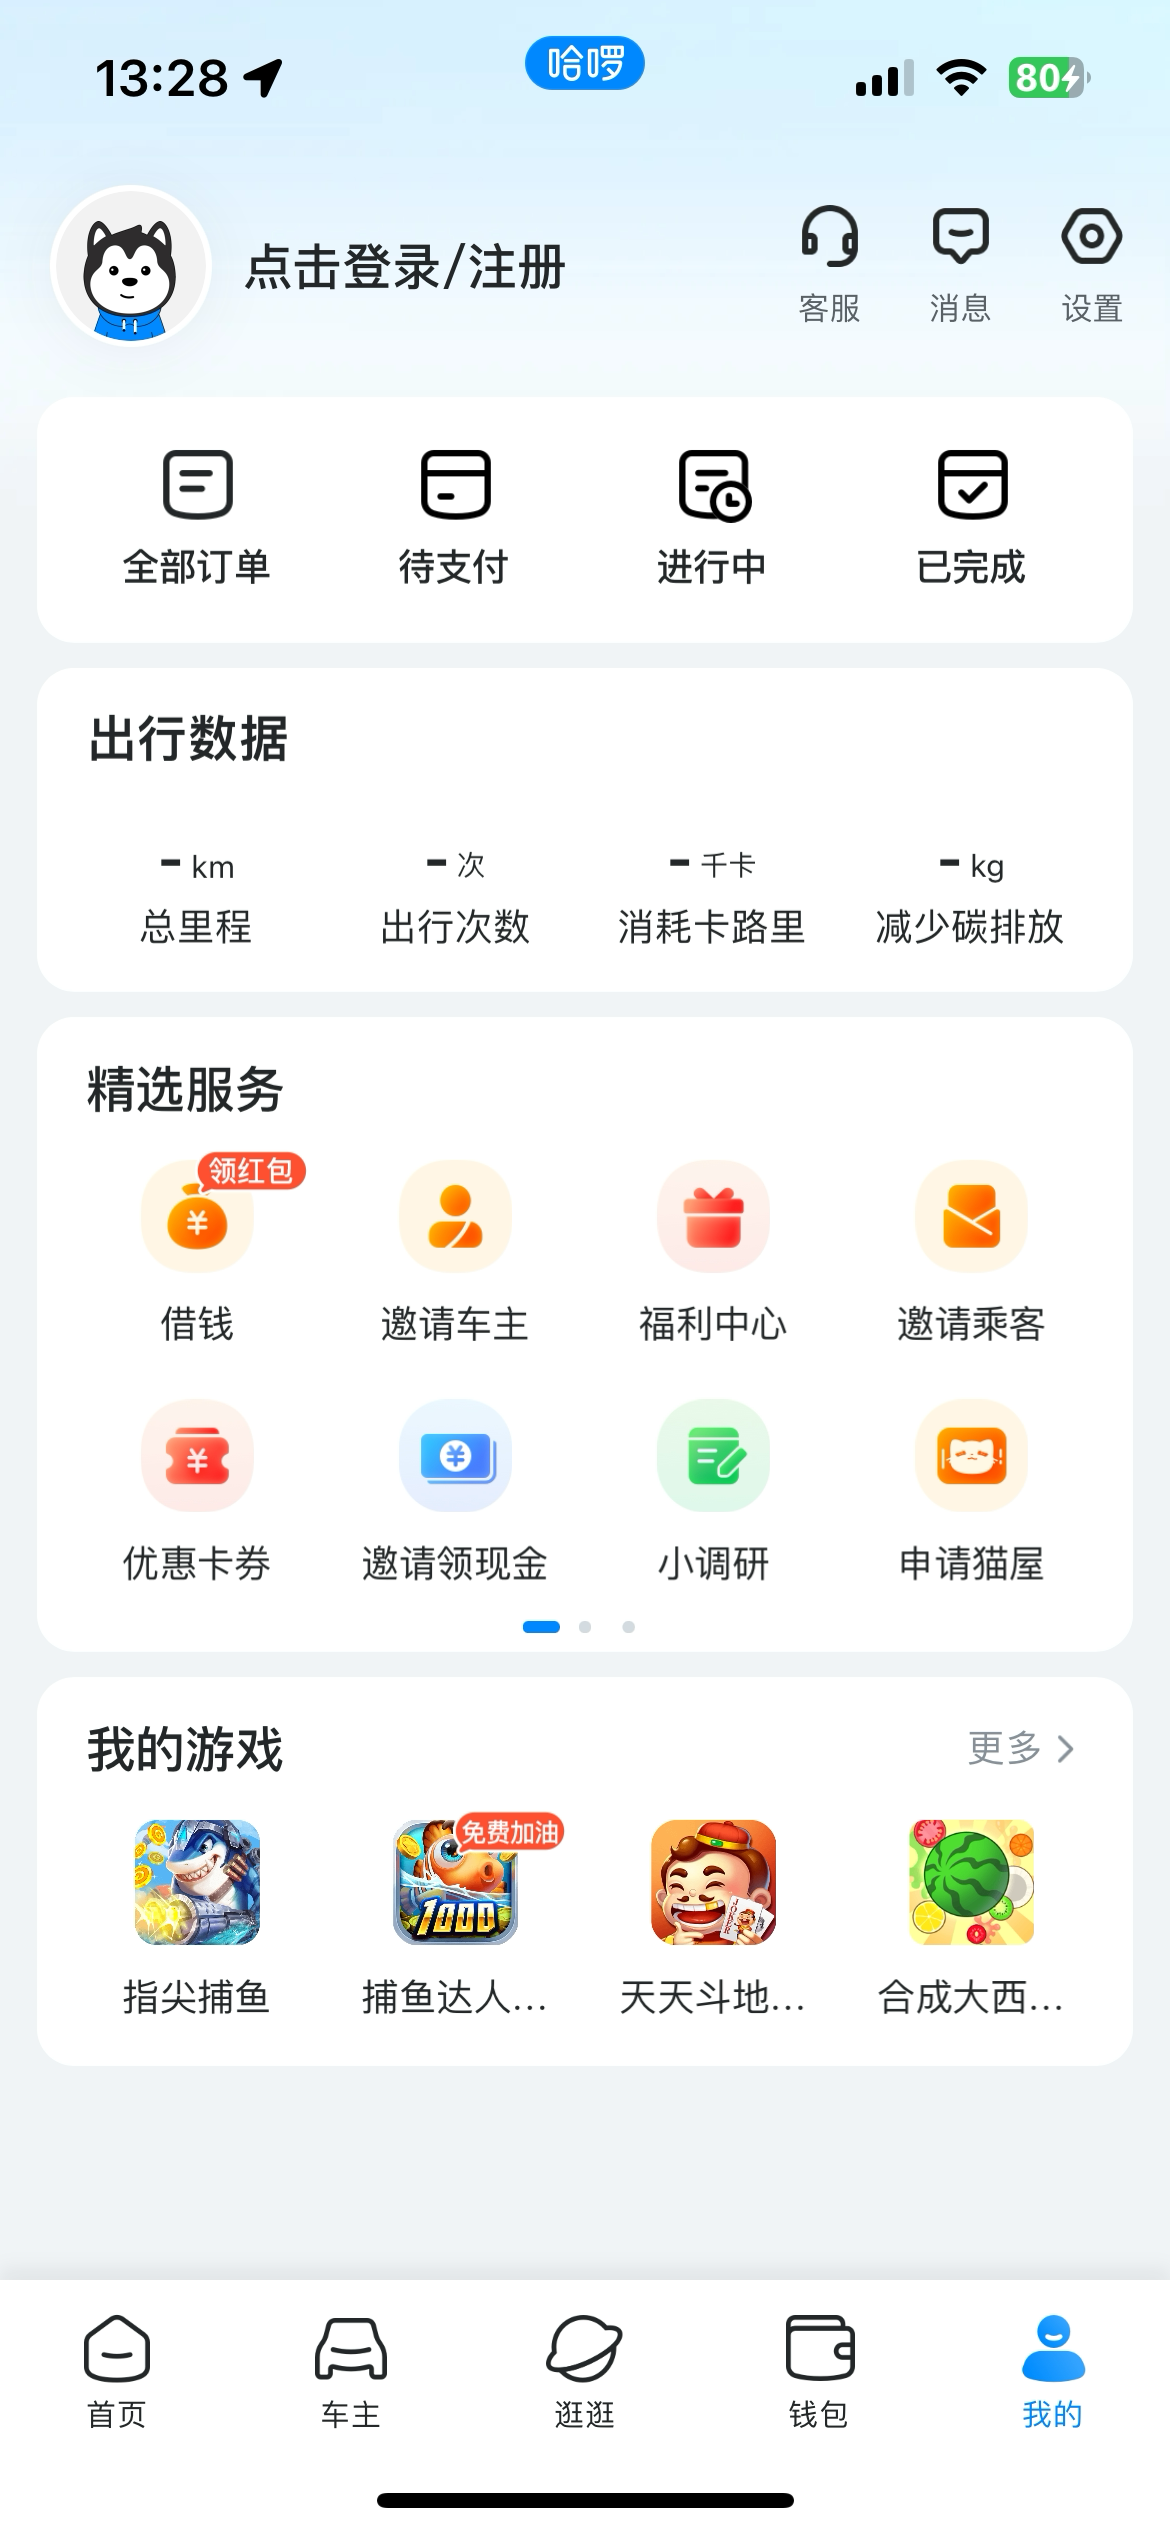 13:28
哈啰
80
点击登录/注册
客服
消息
设置
全部订单
待支付
进行中
已完成
出行数据
- km
- 次
- 千卡
- kg
总里程
出行次数
消耗卡路里
减少碳排放
精选服务
领红包
借钱
邀请车主
福利中心
邀请乘客
优惠卡券
邀请领现金
小调研
申请猫屋
我的游戏
更多
免费加油
1000
指尖捕鱼
捕鱼达人...
天天斗地...
合成大西...
首页
车主
逛逛
钱包
我的